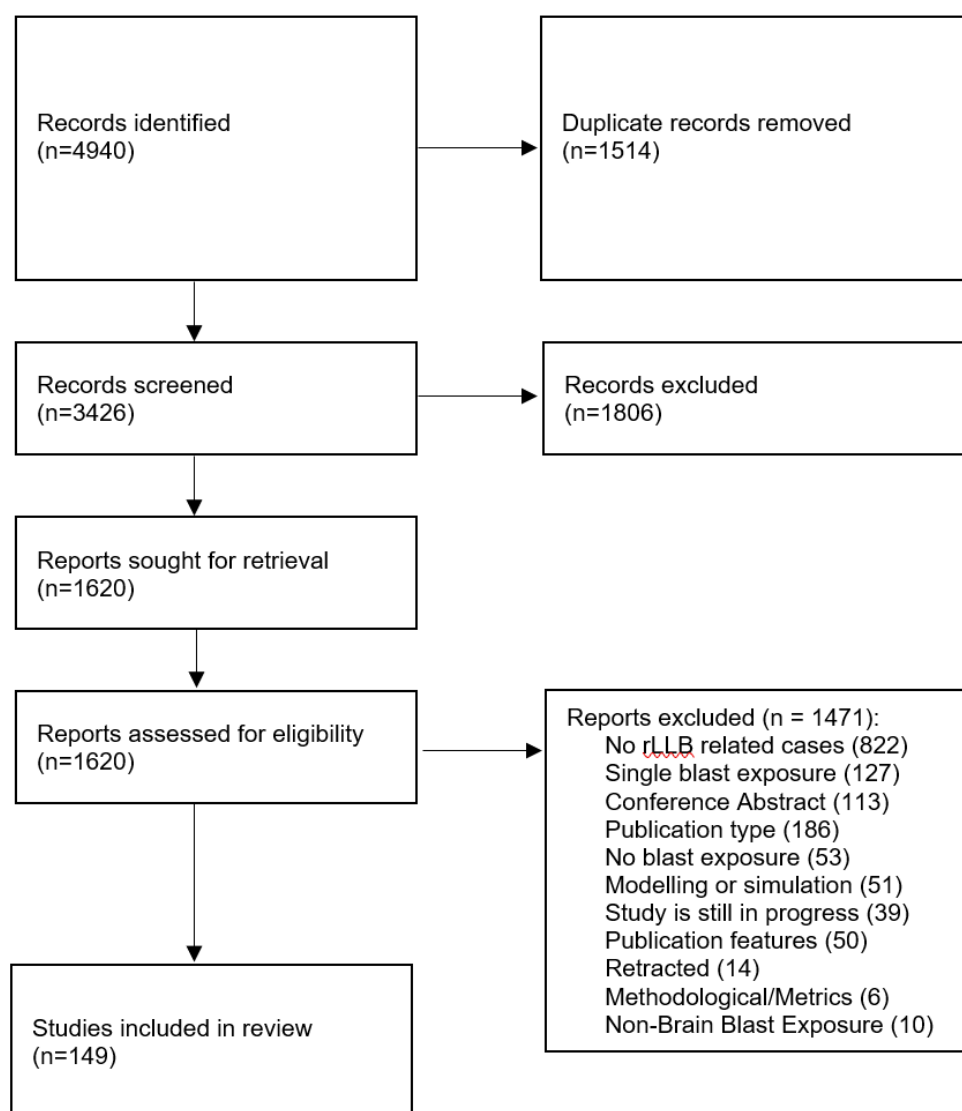 Records identified
(n=4940)
Duplicate records removed
(n=1514)
Records screened
(n=3426)
Records excluded
(n=1806)
Reports sought for retrieval
(n=1620)
Reports assessed for eligibility
(n=1620)
Reports excluded (n = 1471):
No rLLB related cases (822)
Single blast exposure (127)
Conference Abstract (113)
Publication type (186)
No blast exposure (53)
Modelling or simulation (51)
Study is still in progress (39)
Publication features (50)
Retracted (14)
Methodological/Metrics (6)
Non-Brain Blast Exposure (10)
Studies included in review
(n=149)